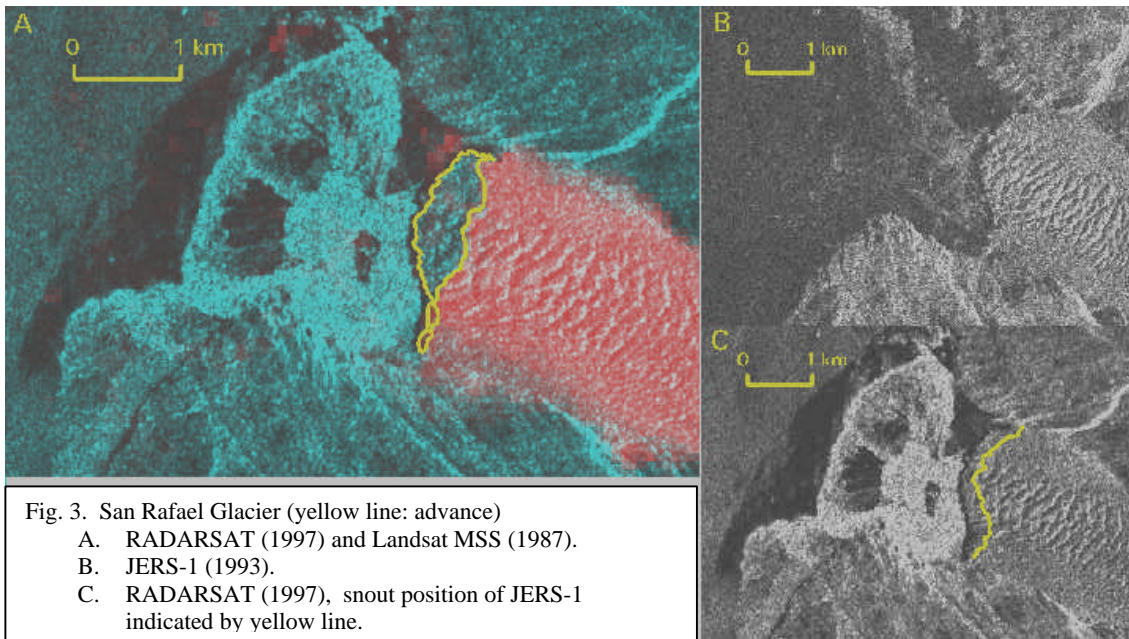 A
0 1 km
B
0 1 km
C
0 1 km
Fig. 3. San Rafael Glacier (yellow line: advance)
A. RADARSAT (1997) and Landsat MSS (1987).
B. JERS-1 (1993).
C. RADARSAT (1997), snout position of JERS-1
indicated by yellow line.